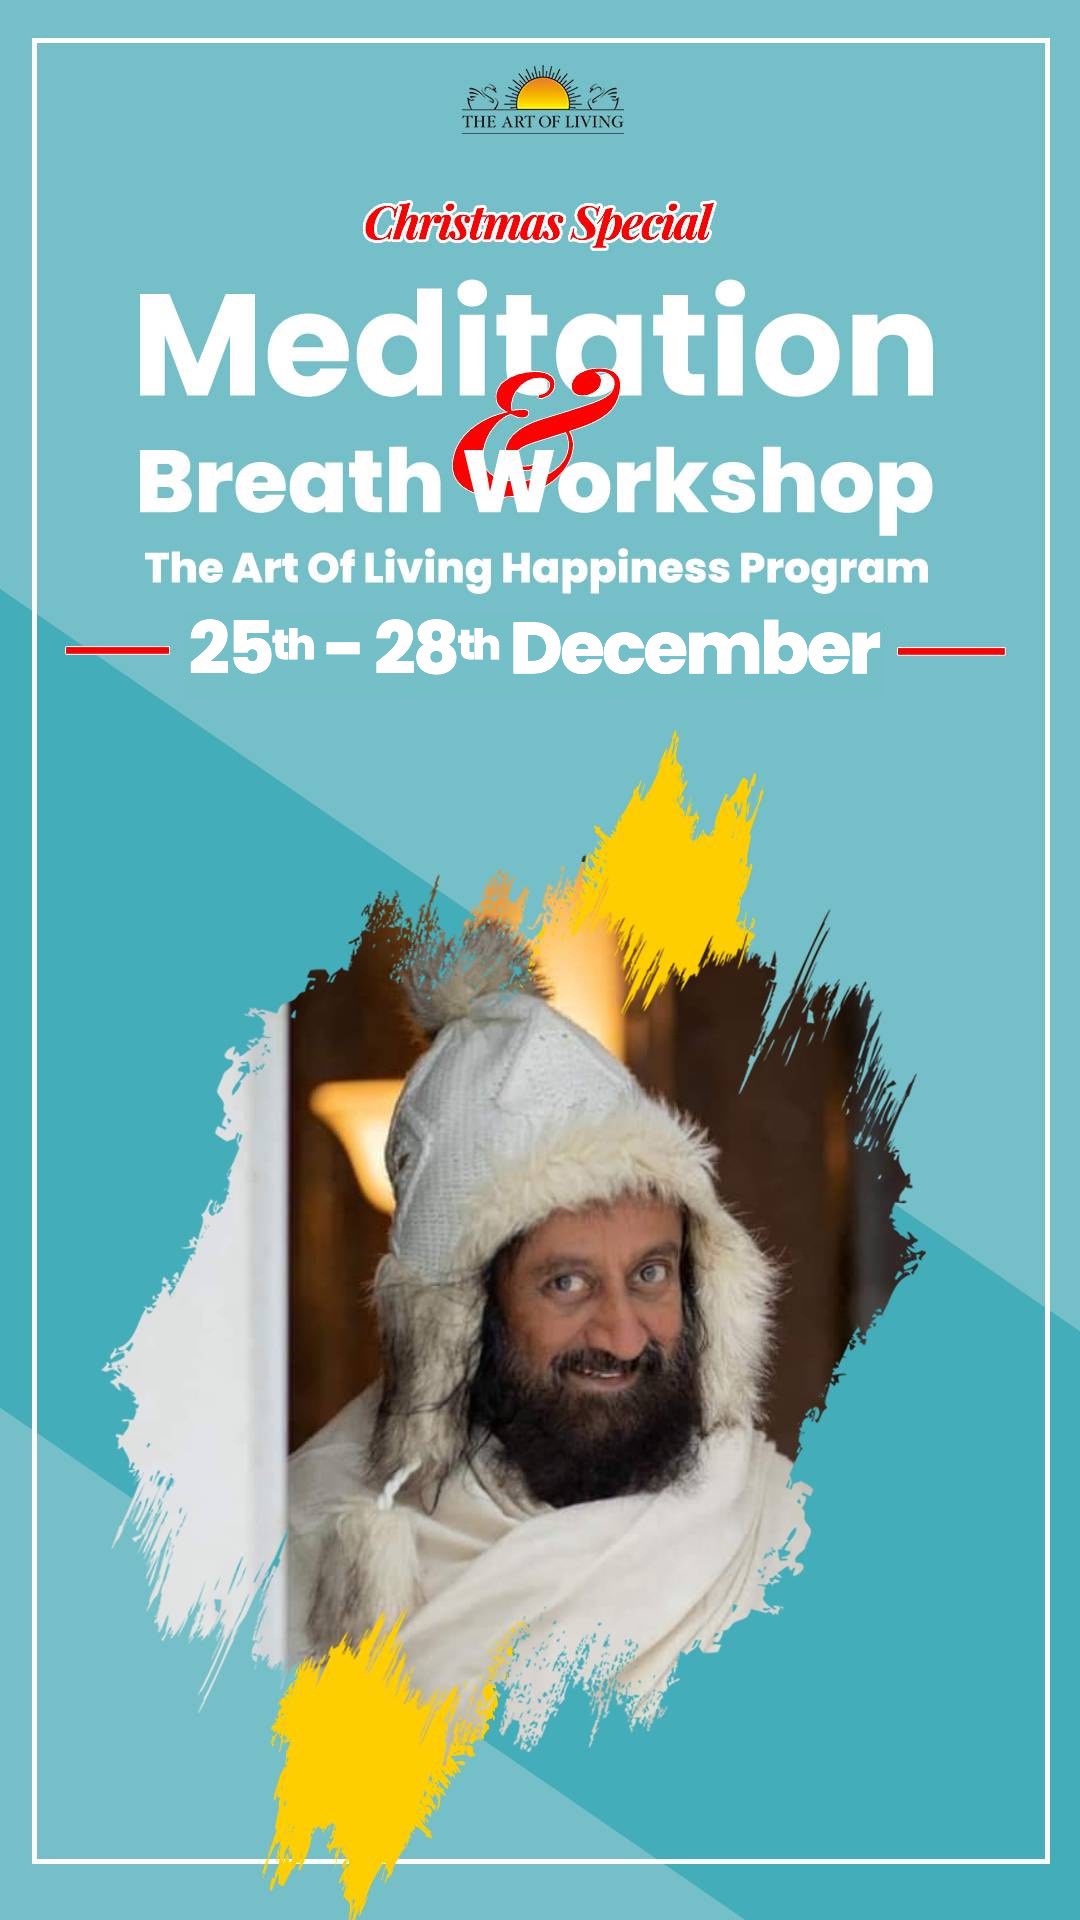 THE ART OF LIVING
Christmas Special
Meditation
&
Breath Workshop
The Art Of Living Happiness Program
25th – 28th December